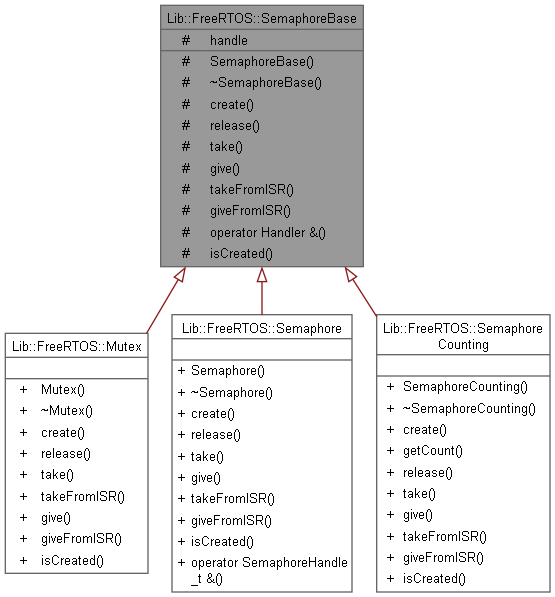 Lib::FreeRTOS::SemaphoreBase
# handle
# SemaphoreBase()
# ~SemaphoreBase()
# create()
# release()
# take()
# give()
# takeFromISR()
# giveFromISR()
# operator Handler &()
# isCreated()
Lib::FreeRTOS::Mutex
+ Mutex()
+ ~Mutex()
+ create()
+ release()
+ take()
+ takeFromISR()
+ give()
+ giveFromISR()
+ isCreated()
Lib::FreeRTOS::Semaphore
+ Semaphore()
+ ~Semaphore()
+ create()
+ release()
+ take()
+ give()
+ takeFromISR()
+ giveFromISR()
+ isCreated()
+ operator SemaphoreHandle
_t &()
Lib::FreeRTOS::Semaphore
Counting
+ SemaphoreCounting()
+ ~SemaphoreCounting()
+ create()
+ getCount()
+ release()
+ take()
+ give()
+ takeFromISR()
+ giveFromISR()
+ isCreated()